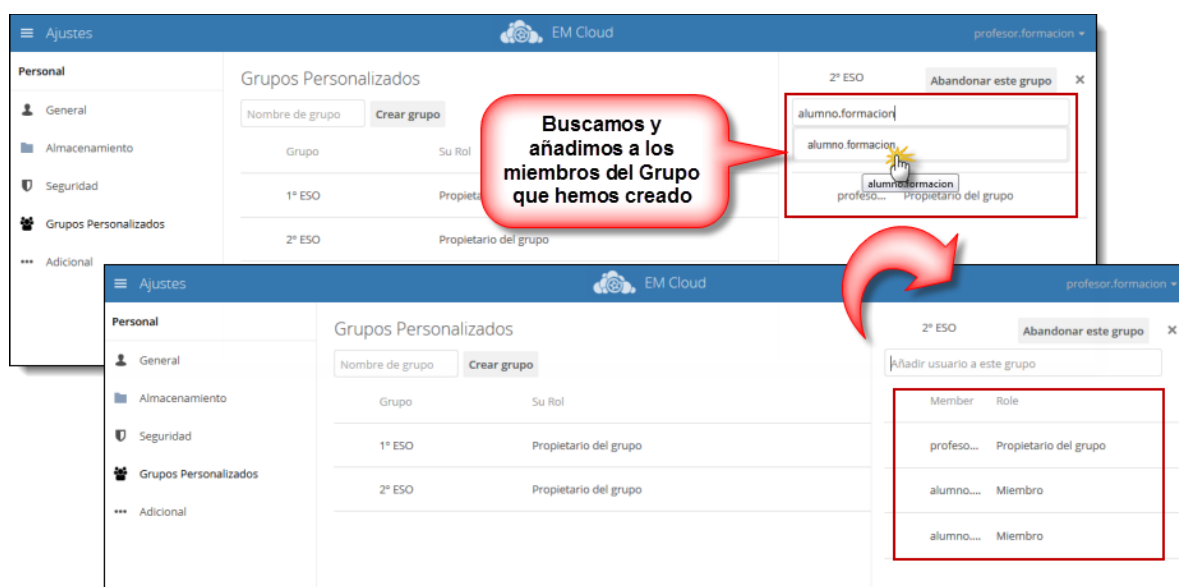 Ajustes
EM Cloud
profesor.formacion
Personal
General
Almacenamiento
Seguridad
Grupos Personalizados
Adicional
Grupos Personalizados
Nombre de grupo Crear grupo
Grupo Su Rol
1º ESO
2º ESO Propietario del grupo
Buscamos y
añadimos a los
miembros del Grupo
que hemos creado
2º ESO Abandonar este grupo
alumno.formacion
alumno.formacion
alumno.formacion
profeso... Propietario del grupo
Ajustes
EM Cloud
profesor.formacion
Personal
General
Almacenamiento
Seguridad
Grupos Personalizados
Adicional
Grupos Personalizados
Nombre de grupo Crear grupo
Grupo Su Rol
1º ESO Propietario del grupo
2º ESO Propietario del grupo
2º ESO Abandonar este grupo
Añadir usuario a este grupo
Member Role
profeso... Propietario del grupo
alumno.... Miembro
alumno.... Miembro